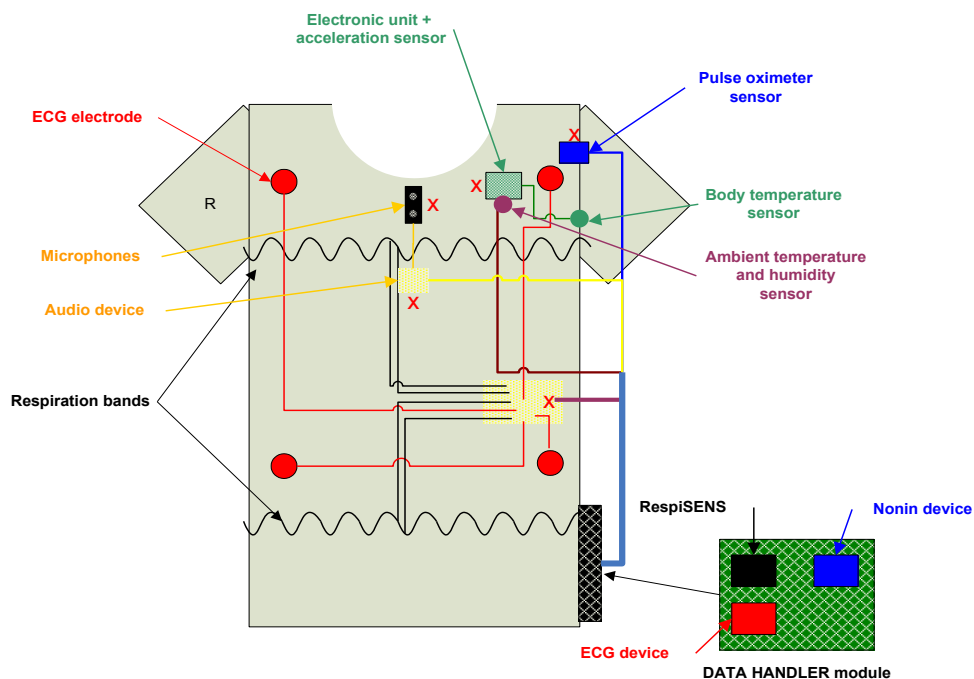 Electronic unit +
acceleration sensor
Pulse oximeter
sensor
ECG electrode
X
X
R
X
Body temperature
sensor
Microphones
Ambient temperature
and humidity
sensor
Audio device
X
Respiration bands
X
RespiSENS
Nonin device
ECG device
DATA HANDLER module